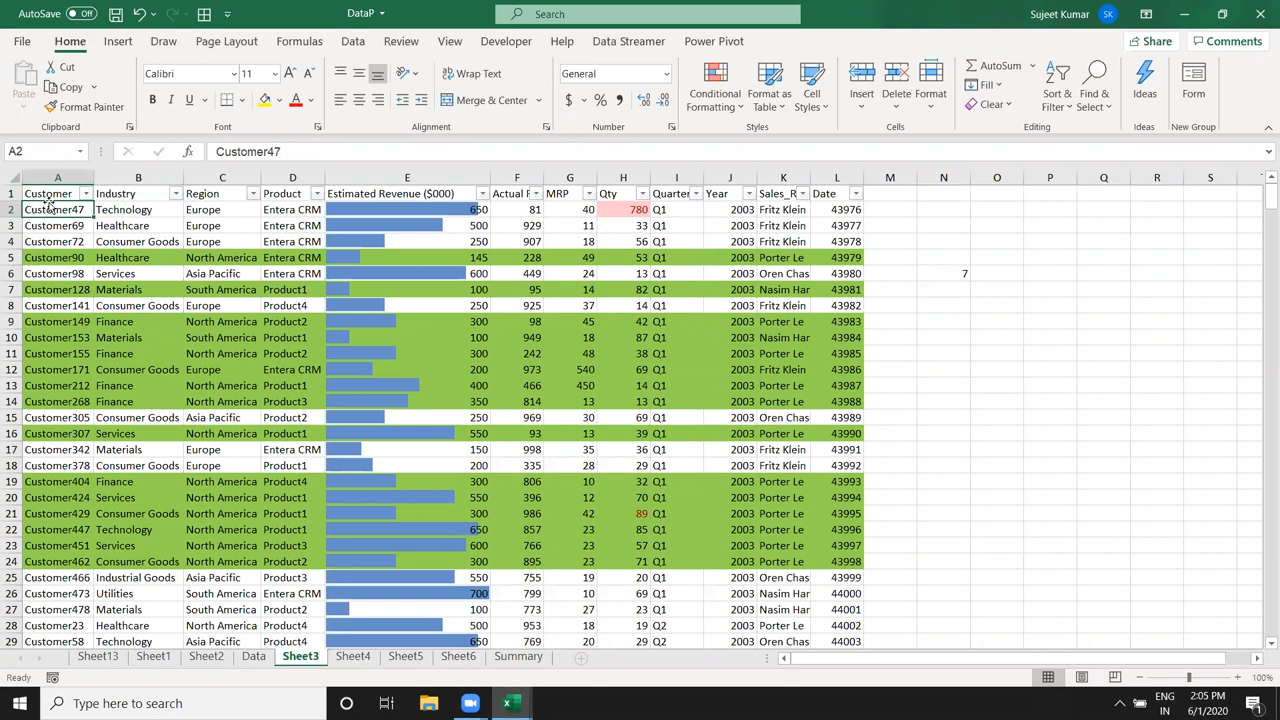 AutoSave Off DataP Search Sujeet Kumar SK
File Home Insert Draw Page Layout Formulas Data Review View Developer Help Data Streamer Power Pivot Share Comments
Paste Cut Copy Format Painter Clipboard
Calibri 11 B I U Font
Wrap Text Merge & Center Alignment
General $ % Number
Conditional Formatting Format as Table Cell Styles Styles
Insert Delete Format Cells
AutoSum Fill Clear Sort & Filter Find & Select Editing
Ideas Ideas
Form
A2 fx Customer47
A B C D E F G H I J K L M N O P Q R S
1 Customer Industry Region Product Estimated Revenue ($000) Actual MRP Qty Quarter Year Sales_R Date
2 Customer47 Technology Europe Entera CRM 650 81 40 780 Q1 2003 Fritz Klein 43976
3 Customer69 Healthcare Europe Entera CRM 500 929 11 33 Q1 2003 Fritz Klein 43977
4 Customer72 Consumer Goods Europe Entera CRM 250 907 18 56 Q1 2003 Fritz Klein 43978
5 Customer90 Healthcare North America Entera CRM 145 228 49 53 Q1 2003 Porter Le 43979
6 Customer98 Services Asia Pacific Entera CRM 600 449 24 13 Q1 2003 Oren Chas 43980 7
7 Customer128 Materials South America Product1 100 95 14 82 Q1 2003 Nasim Har 43981
8 Customer141 Consumer Goods Europe Product4 250 925 37 14 Q1 2003 Fritz Klein 43982
9 Customer149 Finance North America Product2 300 98 45 42 Q1 2003 Porter Le 43983
10 Customer153 Materials South America Product1 100 949 18 87 Q1 2003 Nasim Har 43984
11 Customer155 Finance North America Product2 300 242 48 38 Q1 2003 Porter Le 43985
12 Customer171 Consumer Goods Europe Entera CRM 200 973 540 69 Q1 2003 Fritz Klein 43986
13 Customer212 Finance North America Product1 400 466 450 14 Q1 2003 Porter Le 43987
14 Customer268 Finance North America Product3 350 814 13 13 Q1 2003 Porter Le 43988
15 Customer305 Consumer Goods Asia Pacific Product2 250 969 30 69 Q1 2003 Oren Chas 43989
16 Customer307 Services North America Product1 550 93 13 39 Q1 2003 Porter Le 43990
17 Customer342 Materials Europe Entera CRM 150 998 35 36 Q1 2003 Fritz Klein 43991
18 Customer378 Consumer Goods Europe Product1 200 335 28 29 Q1 2003 Fritz Klein 43992
19 Customer404 Finance North America Product4 300 806 10 32 Q1 2003 Porter Le 43993
20 Customer424 Services North America Product1 550 396 12 70 Q1 2003 Porter Le 43994
21 Customer429 Consumer Goods North America Product1 300 986 42 89 Q1 2003 Porter Le 43995
22 Customer447 Technology North America Product1 650 857 23 85 Q1 2003 Porter Le 43996
23 Customer451 Services North America Product3 600 766 23 57 Q1 2003 Porter Le 43997
24 Customer462 Consumer Goods North America Product2 300 895 23 71 Q1 2003 Porter Le 43998
25 Customer466 Industrial Goods Asia Pacific Product3 550 755 19 20 Q1 2003 Oren Chas 43999
26 Customer473 Utilities South America Entera CRM 700 799 10 69 Q1 2003 Nasim Har 44000
27 Customer478 Materials South America Product2 100 773 27 23 Q1 2003 Nasim Har 44001
28 Customer23 Healthcare North America Product4 500 953 18 19 Q2 2003 Porter Le 44002
29 Customer58 Technology Asia Pacific Product4 650 769 20 29 Q2 2003 Oren Chas 44003
Sheet13 Sheet1 Sheet2 Data Sheet3 Sheet4 Sheet5 Sheet6 Summary
Ready 100%
Type here to search ENG IN 2:05 PM 6/1/2020